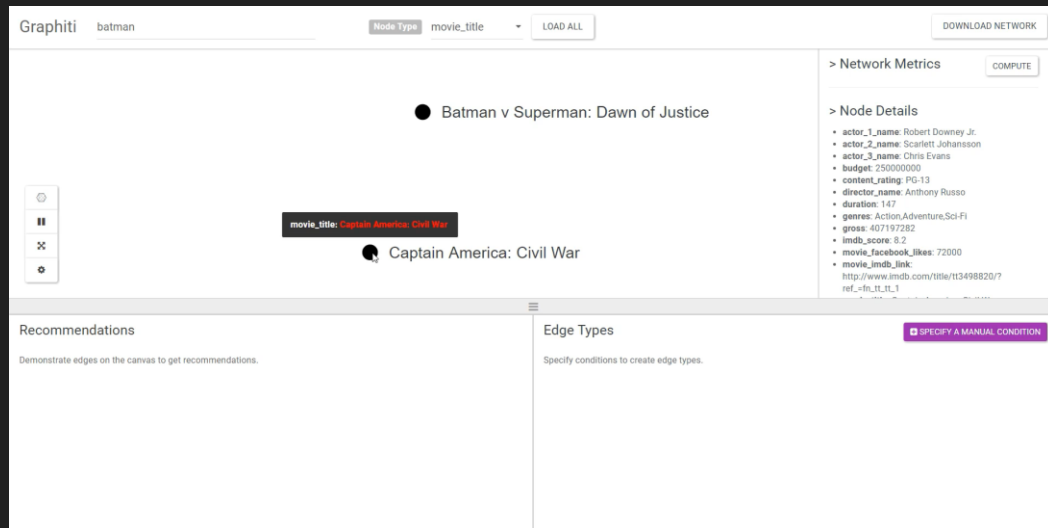 Graphiti batman Node Type movie_title LOAD ALL DOWNLOAD NETWORK
> Network Metrics COMPUTE
> Node Details
Batman v Superman: Dawn of Justice
actor_1_name: Robert Downey Jr.
actor_2_name: Scarlett Johansson
actor_3_name: Chris Evans
budget: 250000000
content_rating: PG-13
director_name: Anthony Russo
duration: 147
genres: Action,Adventure,Sci-Fi
gross: 407197282
imdb_score: 8.2
movie_facebook_likes: 72000
movie_imdb_link:
http://www.imdb.com/title/tt3498820/?
ref_=fn_tt_tt_1
movie_title: Captain America: Civil War
Captain America: Civil War
Recommendations
Demonstrate edges on the canvas to get recommendations.
Edge Types
SPECIFY A MANUAL CONDITION
Specify conditions to create edge types.